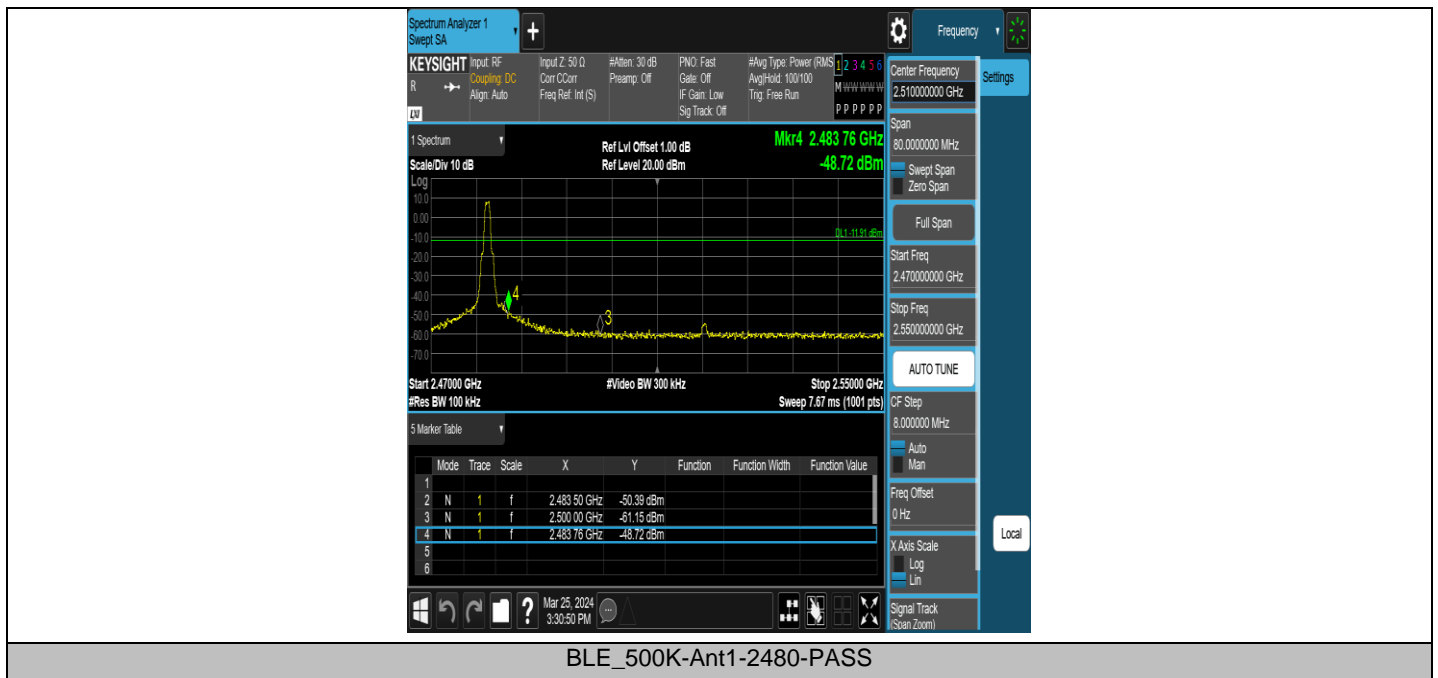 Spectrum Analyzer 1
Swept SA
+
Frequency
KEYSIGHT
R
LXI
Input: RF
Coupling: DC
Align: Auto
Input Z: 50 Ω
Corr CCorr
Freq Ref: Int (S)
#Atten: 30 dB
Preamp: Off
PNO: Fast
Gate: Off
IF Gain: Low
Sig Track: Off
#Avg Type: Power (RMS
Avg|Hold: 100/100
Trig: Free Run
1 2 3 4 5 6
M W W W W W
P P P P P P
Center Frequency
2.510000000 GHz
Settings
1 Spectrum
Scale/Div 10 dB
Ref Lvl Offset 1.00 dB
Ref Level 20.00 dBm
Mkr4 2.483 76 GHz
-48.72 dBm
Span
80.0000000 MHz
Swept Span
Zero Span
Full Span
Start Freq
2.470000000 GHz
Stop Freq
2.550000000 GHz
AUTO TUNE
CF Step
8.000000 MHz
Auto
Man
Freq Offset
0 Hz
X Axis Scale
Log
Lin
Signal Track
(Span Zoom)
Local
Log
10.0
0.00
-10.0
-20.0
-30.0
-40.0
-50.0
-60.0
-70.0
DL1 -11.91 dBm
4
3
Start 2.47000 GHz
#Video BW 300 kHz
Stop 2.55000 GHz
#Res BW 100 kHz
Sweep 7.67 ms (1001 pts)
5 Marker Table
Mode Trace Scale X Y Function Function Width Function Value
1
2 N 1 f 2.483 50 GHz -50.39 dBm
3 N 1 f 2.500 00 GHz -61.15 dBm
4 N 1 f 2.483 76 GHz -48.72 dBm
5
6
?
Mar 25, 2024
3:30:50 PM
BLE_500K-Ant1-2480-PASS